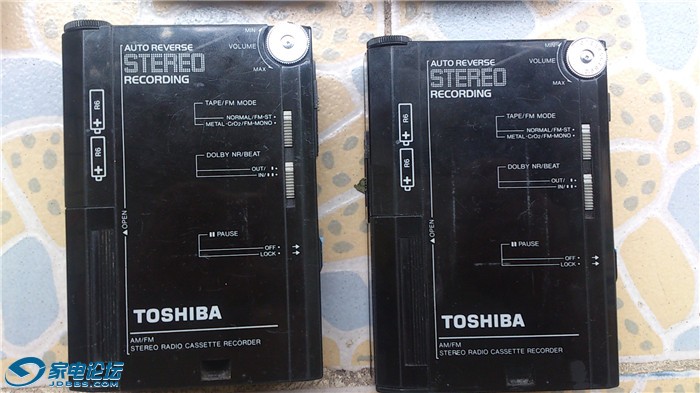 MIN
VOLUME
MAX
AUTO REVERSE
STEREO
RECORDING
TAPE/FM MODE
NORMAL/FM-ST
METAL·CrO2/FM-MONO
R6
R6
DOLBY NR/BEAT
OUT/
IN/
OPEN
PAUSE
OFF
LOCK
TOSHIBA
AM/FM
STEREO RADIO CASSETTE RECORDER
MIN
VOLUME
MAX
AUTO REVERSE
STEREO
RECORDING
TAPE/FM MODE
NORMAL/FM-ST
METAL·CrO2/FM-MONO
R6
R6
DOLBY NR/BEAT
OUT/
IN/
OPEN
PAUSE
OFF
LOCK
TOSHIBA
AM/FM
STEREO RADIO CASSETTE RECORDER
家电论坛
JDBBS.COM